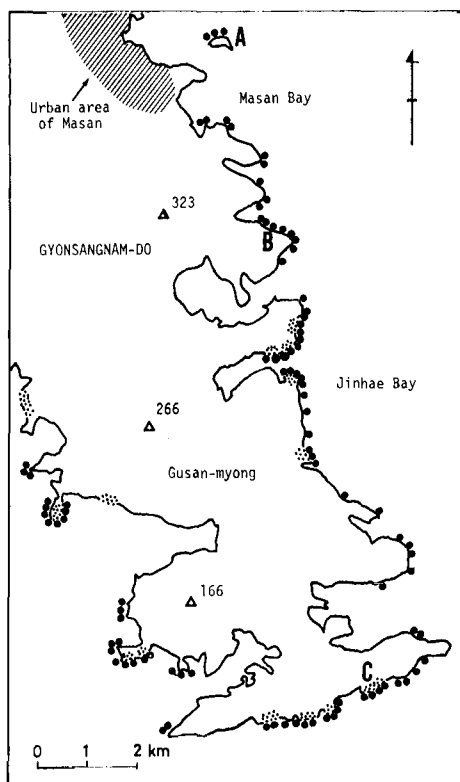 A
Urban area
of Masan
Masan Bay
323
GYONSANGNAM-DO
B
Jinhae Bay
266
Gusan-myong
166
C
0 1 2 km